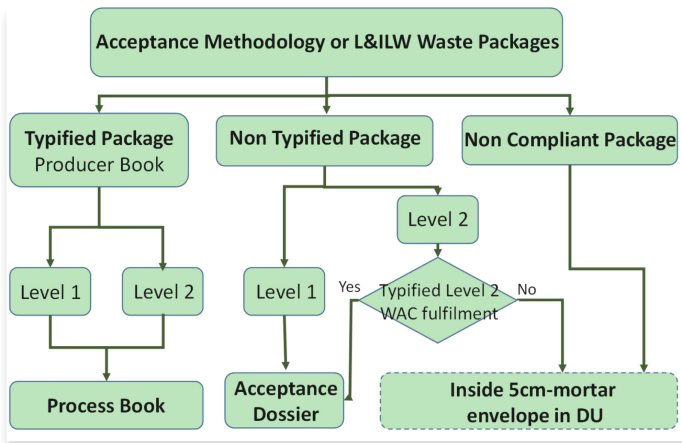 Acceptance Methodology or L&ILW Waste Packages
Typified Package
Producer Book
Non Typified Package
Non Compliant Package
Level 2
Level 1
Level 2
Level 1
Yes
Typified Level 2
WAC fulfilment
No
Process Book
Acceptance
Dossier
Inside 5cm-mortar
envelope in DU